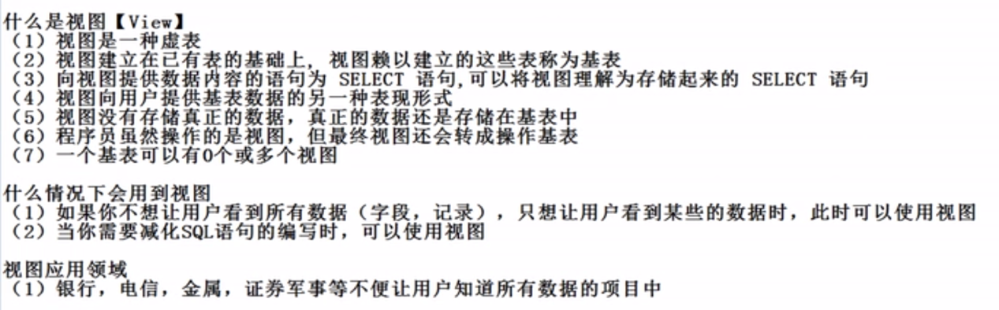 什么是视图【View】
（1）视图是一种虚表
（2）视图建立在已有表的基础上, 视图赖以建立的这些表称为基表
（3）向视图提供数据内容的语句为 SELECT 语句,可以将视图理解为存储起来的 SELECT 语句
（4）视图向用户提供基表数据的另一种表现形式
（5）视图没有存储真正的数据，真正的数据还是存储在基表中
（6）程序员虽然操作的是视图，但最终视图还会转成操作基表
（7）一个基表可以有0个或多个视图
什么情况下会用到视图
（1）如果你不想让用户看到所有数据（字段，记录），只想让用户看到某些的数据时，此时可以使用视图
（2）当你需要减化SQL语句的编写时，可以使用视图
视图应用领域
（1）银行，电信，金属，证券军事等不便让用户知道所有数据的项目中